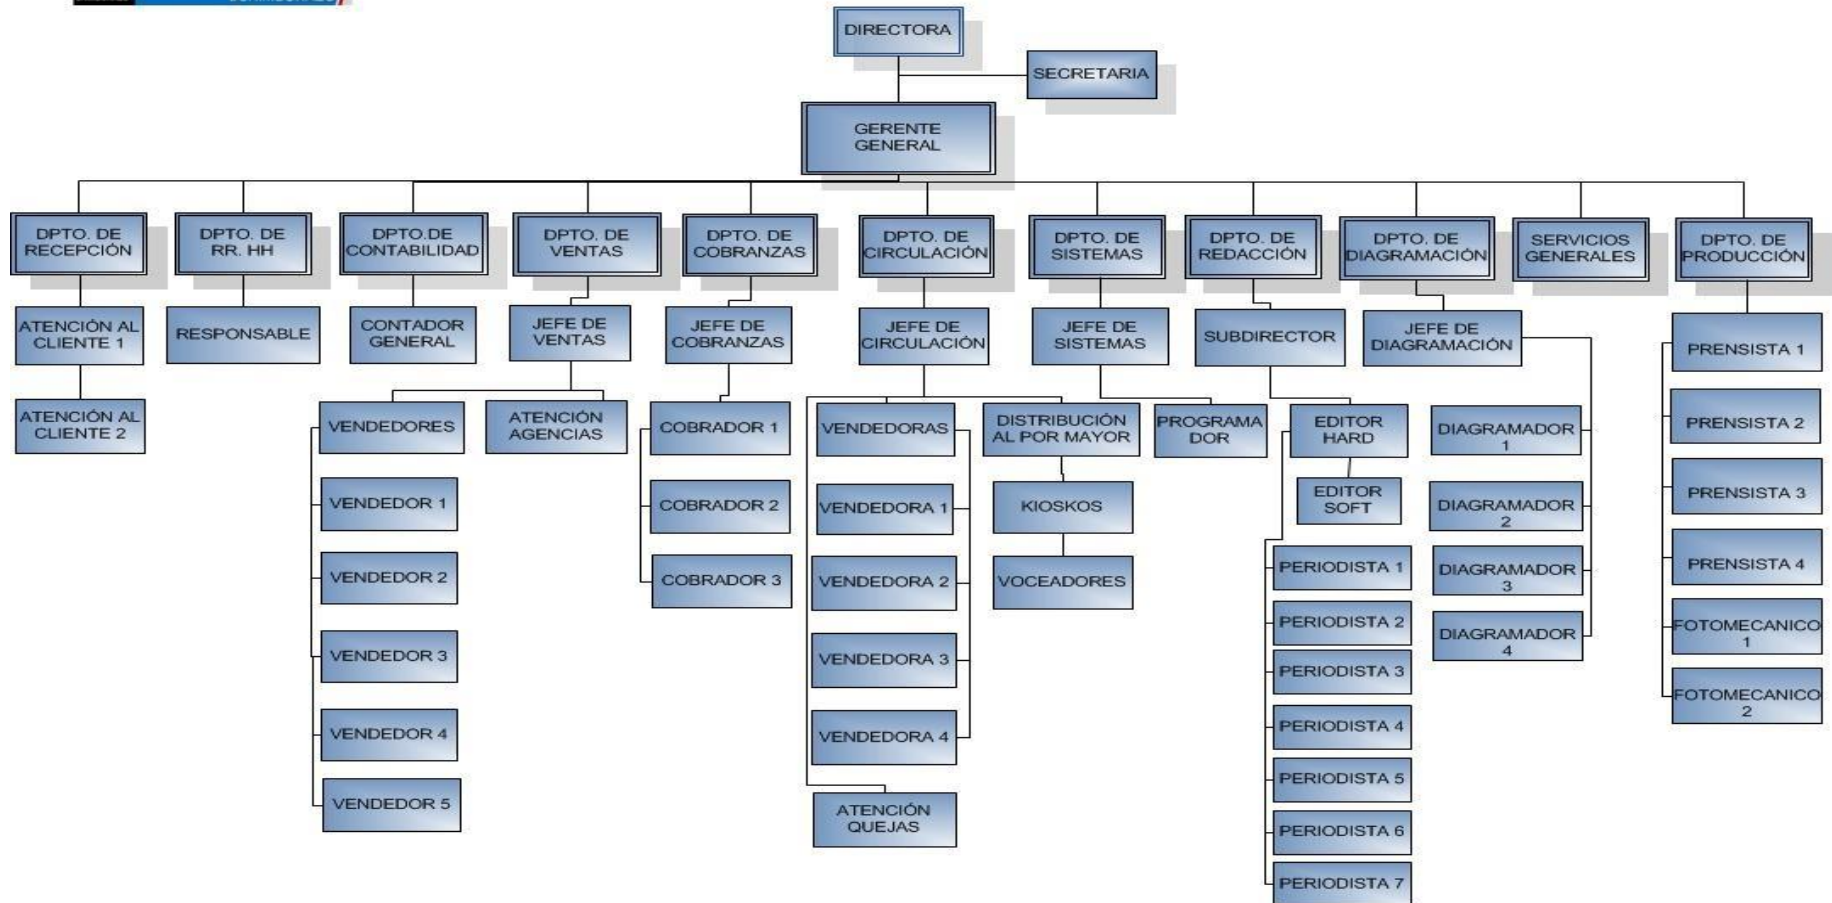 DIRECTORA
SECRETARIA
GERENTE
GENERAL
DPTO. DE
RECEPCIÓN
DPTO. DE
RR. HH
DPTO.DE
CONTABILIDAD
DPTO. DE
VENTAS
DPTO. DE
COBRANZAS
DPTO. DE
CIRCULACIÓN
DPTO. DE
SISTEMAS
DPTO. DE
REDACCIÓN
DPTO. DE
DIAGRAMACIÓN
SERVICIOS
GENERALES
DPTO. DE
PRODUCCIÓN
ATENCIÓN AL
CLIENTE 1
RESPONSABLE
CONTADOR
GENERAL
JEFE DE
VENTAS
JEFE DE
COBRANZAS
JEFE DE
CIRCULACIÓN
JEFE DE
SISTEMAS
SUBDIRECTOR
JEFE DE
DIAGRAMACIÓN
PRENSISTA 1
ATENCIÓN AL
CLIENTE 2
VENDEDORES
ATENCIÓN
AGENCIAS
COBRADOR 1
VENDEDORAS
DISTRIBUCIÓN
AL POR MAYOR
PROGRAMA
DOR
EDITOR
HARD
DIAGRAMADOR
1
PRENSISTA 2
VENDEDOR 1
COBRADOR 2
VENDEDORA 1
KIOSKOS
EDITOR
SOFT
DIAGRAMADOR
2
PRENSISTA 3
VENDEDOR 2
COBRADOR 3
VENDEDORA 2
VOCEADORES
PERIODISTA 1
DIAGRAMADOR
3
PRENSISTA 4
PERIODISTA 2
DIAGRAMADOR
4
FOTOMECANICO
1
VENDEDOR 3
VENDEDORA 3
PERIODISTA 3
FOTOMECANICO
2
VENDEDOR 4
VENDEDORA 4
PERIODISTA 4
VENDEDOR 5
ATENCIÓN
QUEJAS
PERIODISTA 5
PERIODISTA 6
PERIODISTA 7